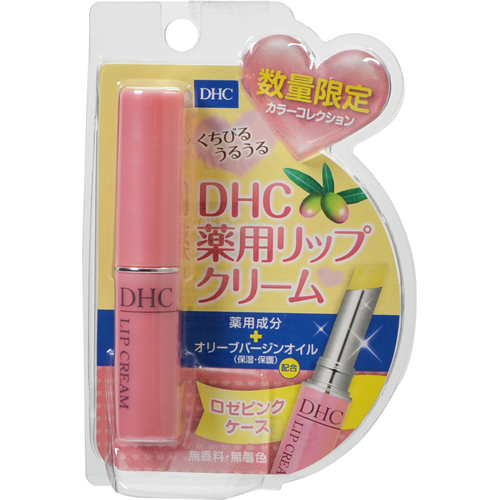 DHC
数量限定
カラーコレクション
くちびる
うるうる
DHC
薬用リップ
クリーム
薬用成分
+
オリーブバージンオイル
(保湿・保護)
配合
ロゼピンク
ケース
無香料・無着色
DHC
LIP CREAM
DHC
LIP CREA